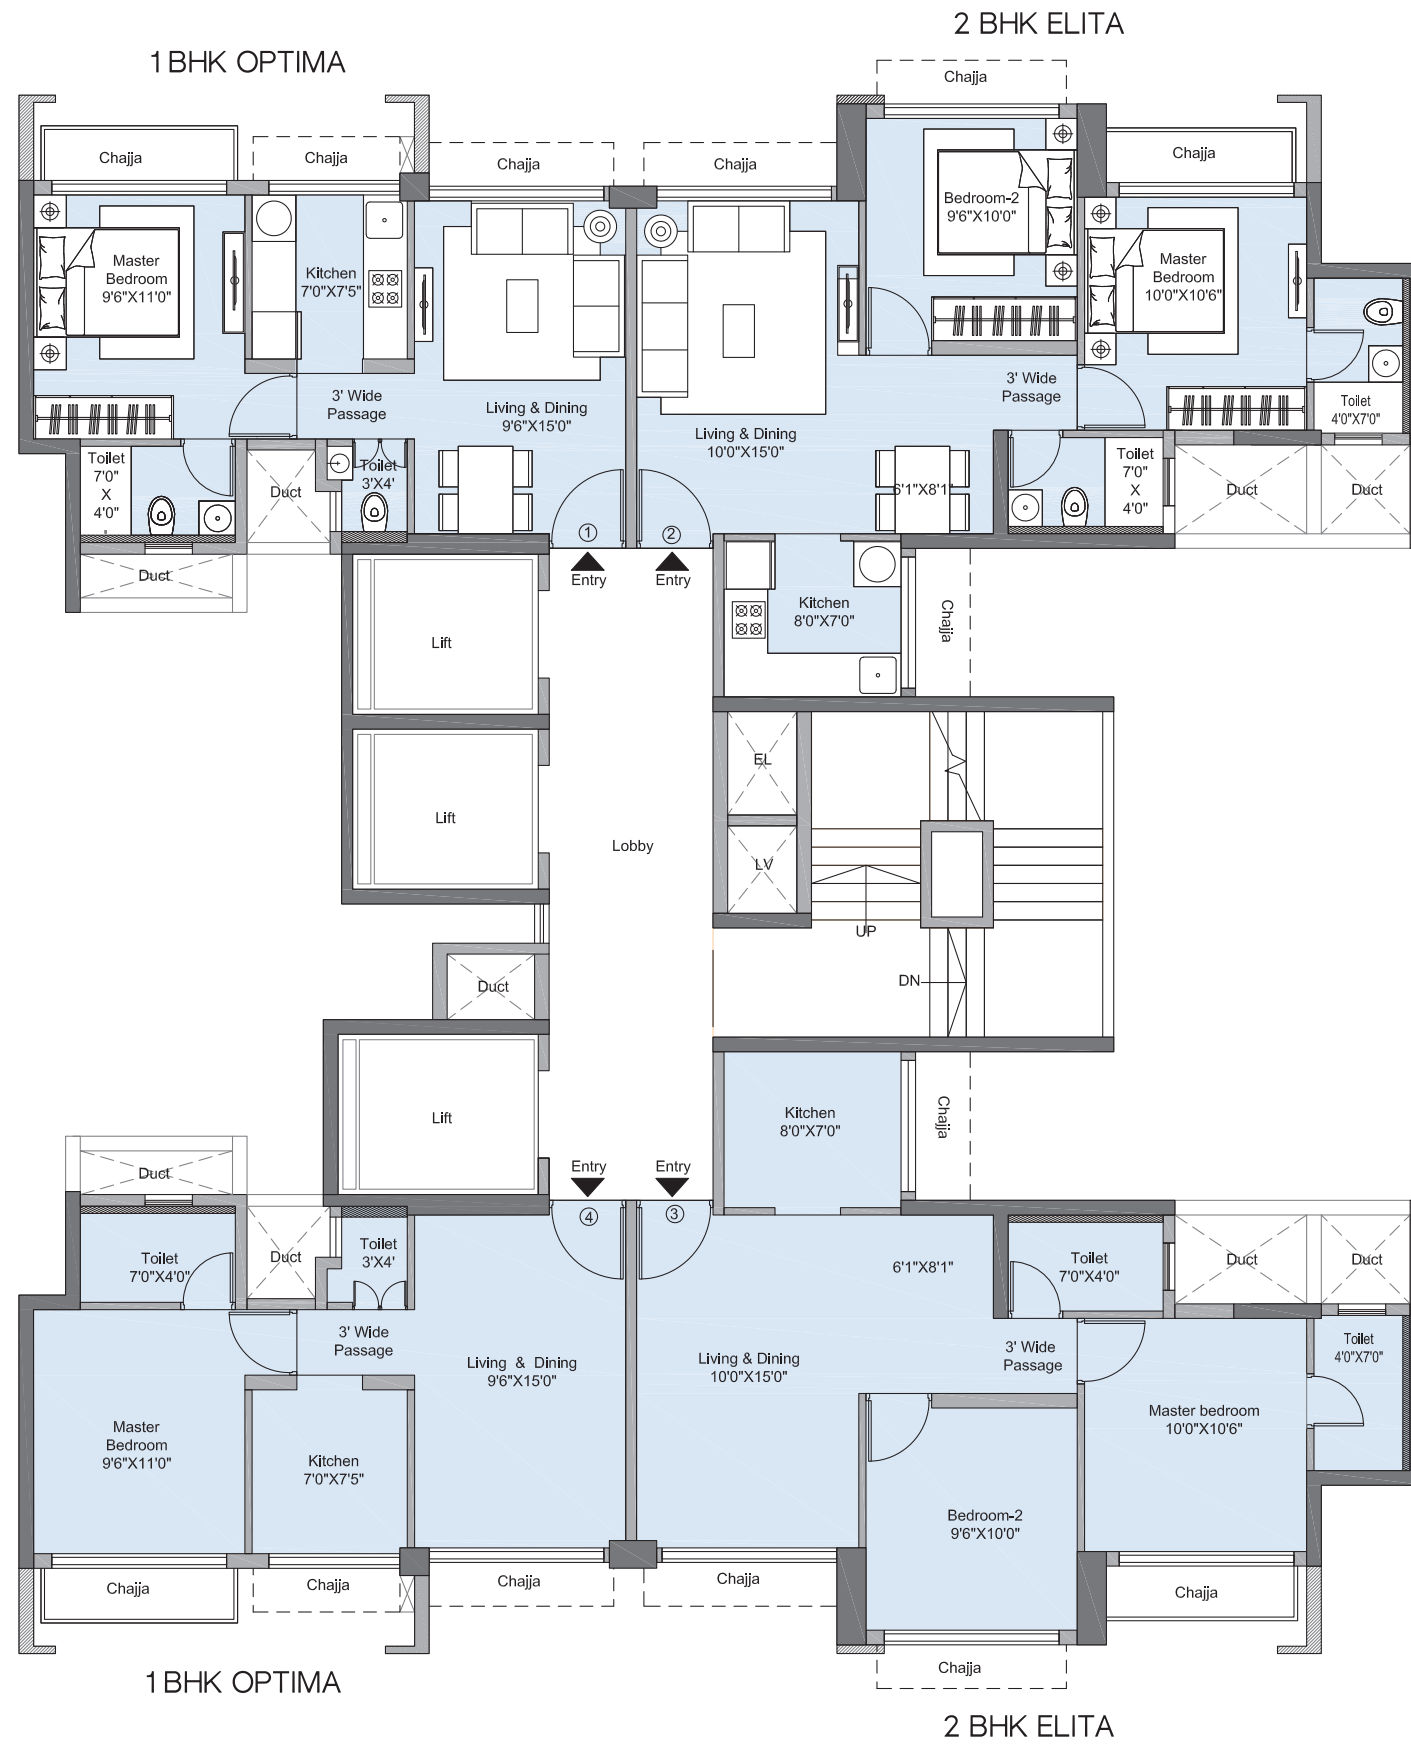 2 BHK ELITA
1BHK OPTIMA
Chajja
Chajja
Chajja
Chajja
Chajja
Chajja
Bedroom-2
9'6"X10'0"
Master
Bedroom
9'6"X11'0"
Kitchen
7'0"X7'5"
Master
Bedroom
10'0"X10'6"
3' Wide
Passage
Living & Dining
9'6"X15'0"
Living & Dining
10'0"X15'0"
3' Wide
Passage
Toilet
4'0"X7'0"
Toilet
7'0"
X
4'0"
Duct
Toilet
3'X4'
6'1"X8'1"
Toilet
7'0"
X
4'0"
Duct
Duct
1
2
Duct
Entry
Entry
Kitchen
8'0"X7'0"
Chajja
Lift
EL
Lift
Lobby
LV
UP
DN
Duct
Lift
Kitchen
8'0"X7'0"
Chajja
Duct
Entry
Entry
4
3
Toilet
7'0"X4'0"
Duct
Toilet
3'X4'
6'1"X8'1"
Toilet
7'0"X4'0"
Duct
Duct
3' Wide
Passage
Living & Dining
9'6"X15'0"
Living & Dining
10'0"X15'0"
3' Wide
Passage
Toilet
4'0"X7'0"
Master
Bedroom
9'6"X11'0"
Kitchen
7'0"X7'5"
Master bedroom
10'0"X10'6"
Bedroom-2
9'6"X10'0"
Chajja
Chajja
Chajja
Chajja
Chajja
Chajja
1BHK OPTIMA
2 BHK ELITA